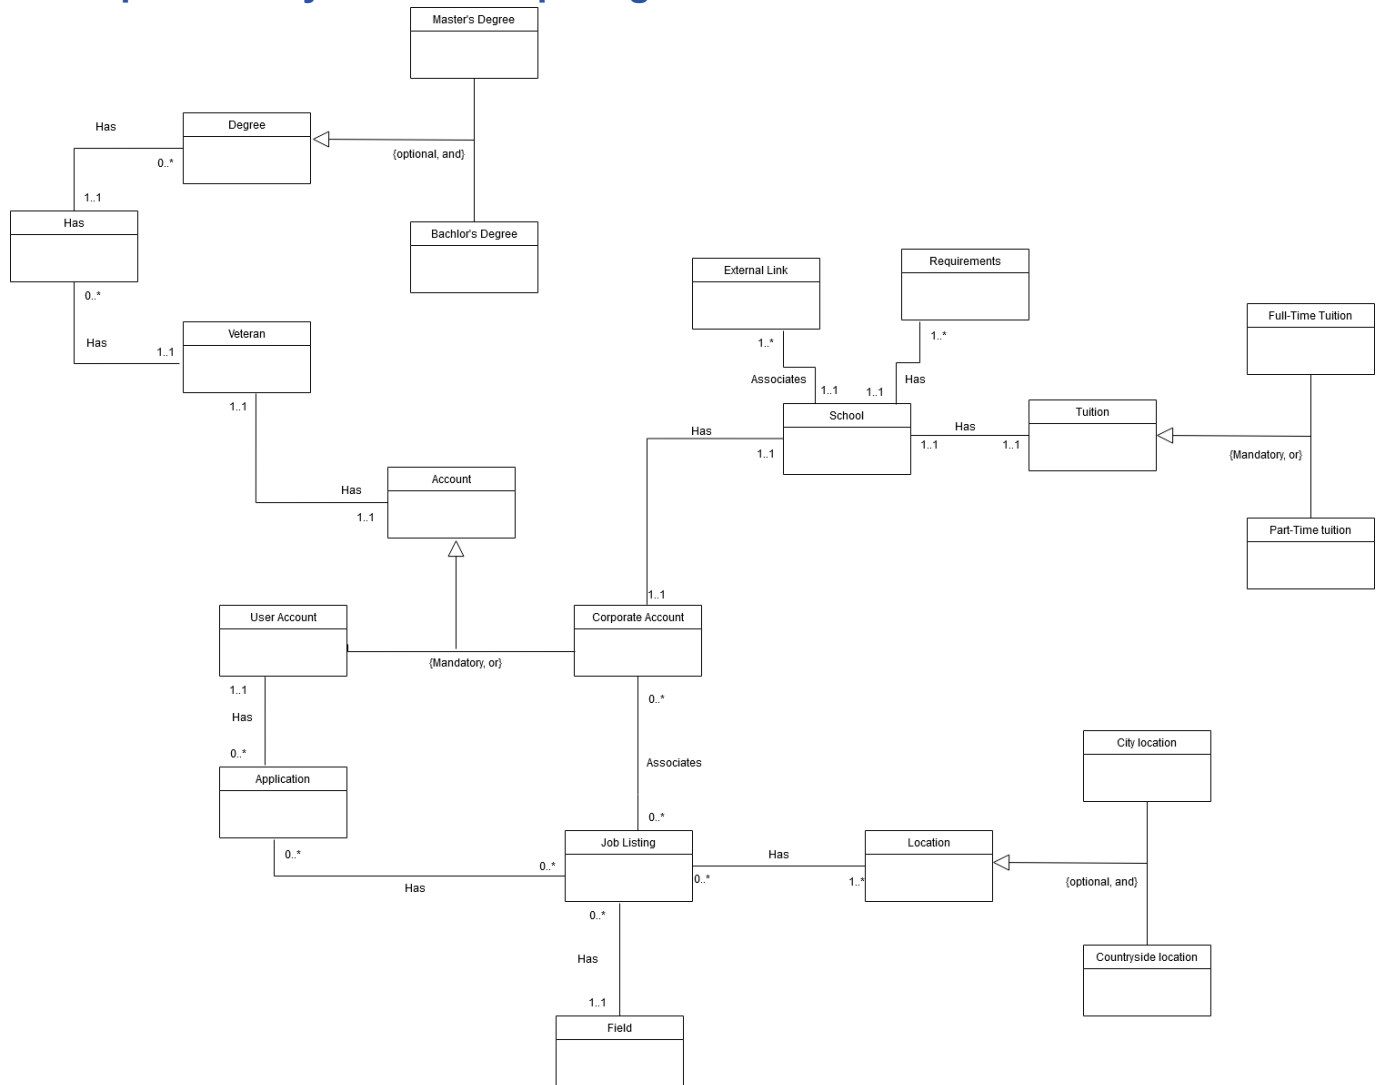 Master's Degree
Has
Degree
0..*
{optional, and}
1..1
Has
Bachlor's Degree
0..*
Has
1..1
Veteran
1..1
External Link
Requirements
1..*
1..*
Associates
1..1
1..1
Has
Full-Time Tuition
Has
1..1
School
Has
1..1
1..1
Tuition
{Mandatory, or}
Part-Time tuition
Has
1..1
Account
1..1
User Account
Corporate Account
{Mandatory, or}
1..1
Has
0..*
Application
0..*
0..*
Associates
0..*
Job Listing
0..*
Has
Has
0..*
1..*
Location
City location
{optional, and}
Countryside location
0..*
Has
1..1
Field